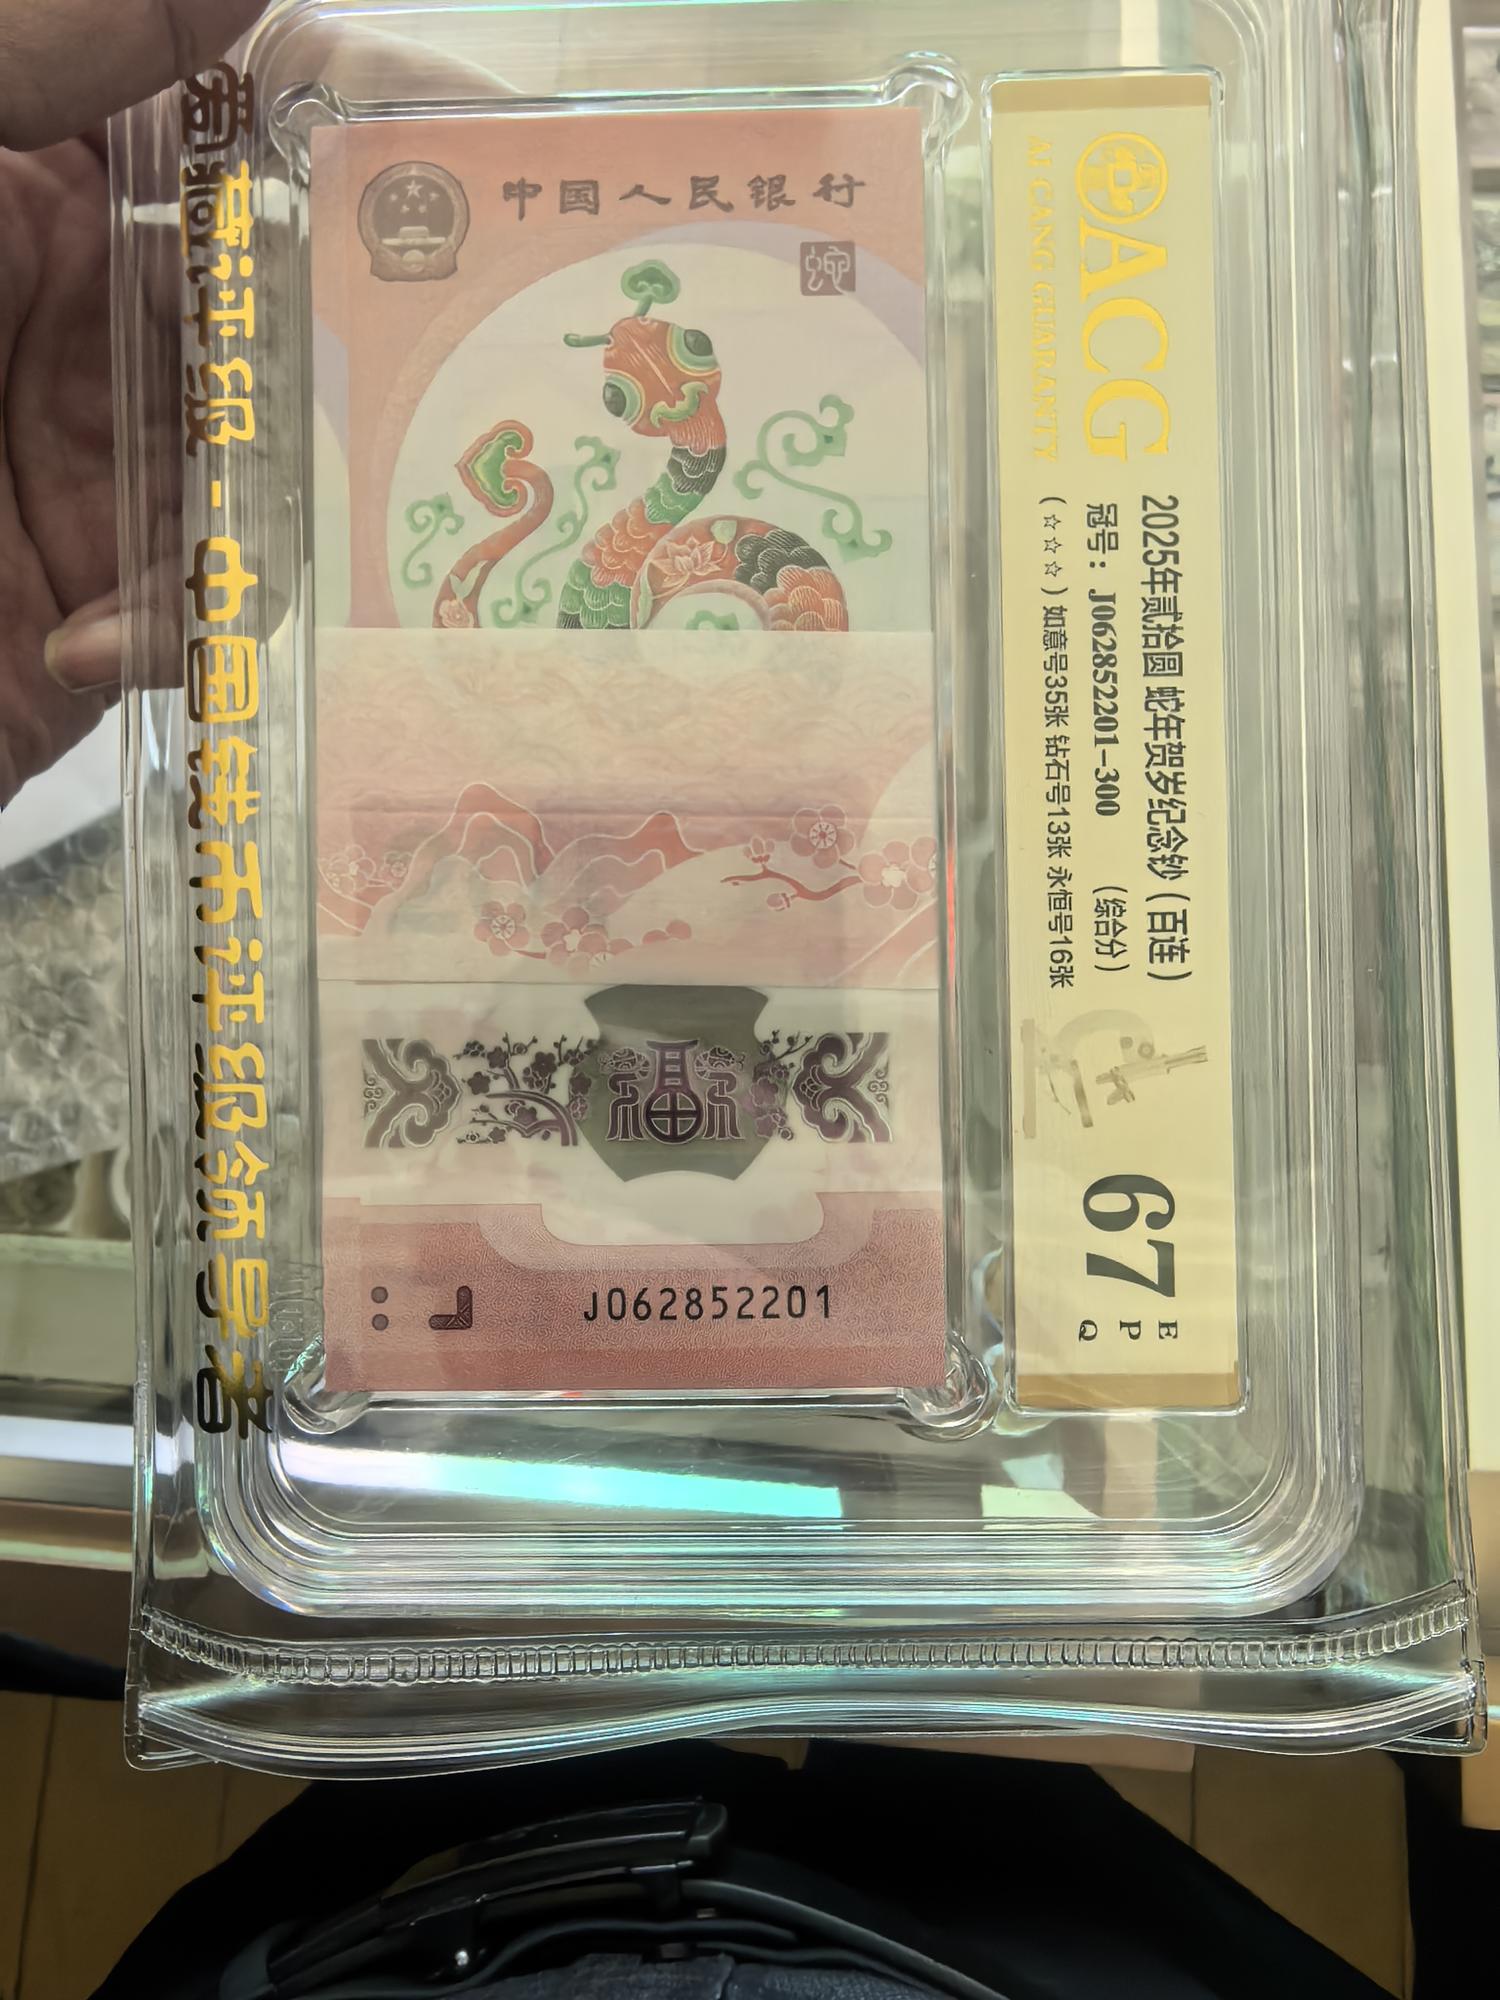 爱藏评级 - 中国钱币评级领导者
中国人民银行
蛇
福
J062852201
ACG
AI CANG GUARANTY
2025年贰拾圆 蛇年贺岁纪念钞（百连）
冠号：J062852201-300 （综合分）
（☆☆☆）如意号35张 钻石号13张 永恒号16张
67
E
P
Q